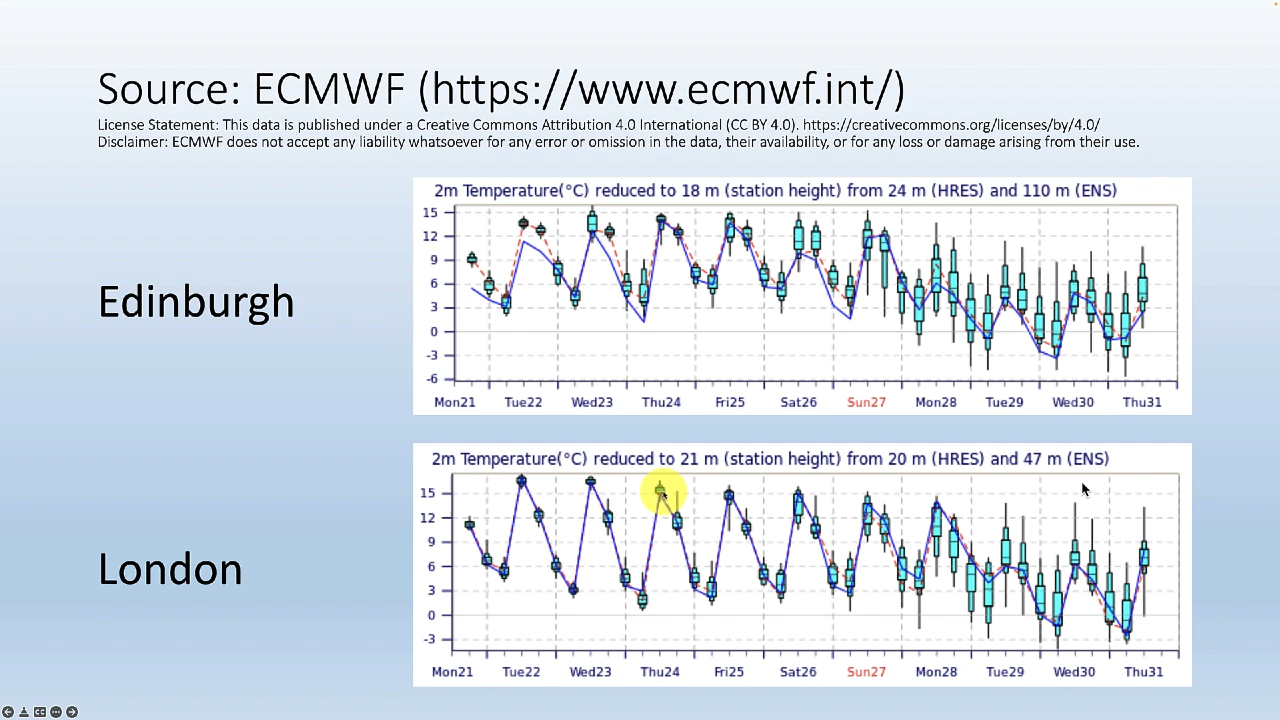 Source: ECMWF (https://www.ecmwf.int/)
License Statement: This data is published under a Creative Commons Attribution 4.0 International (CC BY 4.0). https://creativecommons.org/licenses/by/4.0/
Disclaimer: ECMWF does not accept any liability whatsoever for any error or omission in the data, their availability, or for any loss or damage arising from their use.
Edinburgh
2m Temperature(°C) reduced to 18 m (station height) from 24 m (HRES) and 110 m (ENS)
15
12
9
6
3
0
-3
-6
Mon21 Tue22 Wed23 Thu24 Fri25 Sat26 Sun27 Mon28 Tue29 Wed30 Thu31
London
2m Temperature(°C) reduced to 21 m (station height) from 20 m (HRES) and 47 m (ENS)
15
12
9
6
3
0
-3
Mon21 Tue22 Wed23 Thu24 Fri25 Sat26 Sun27 Mon28 Tue29 Wed30 Thu31